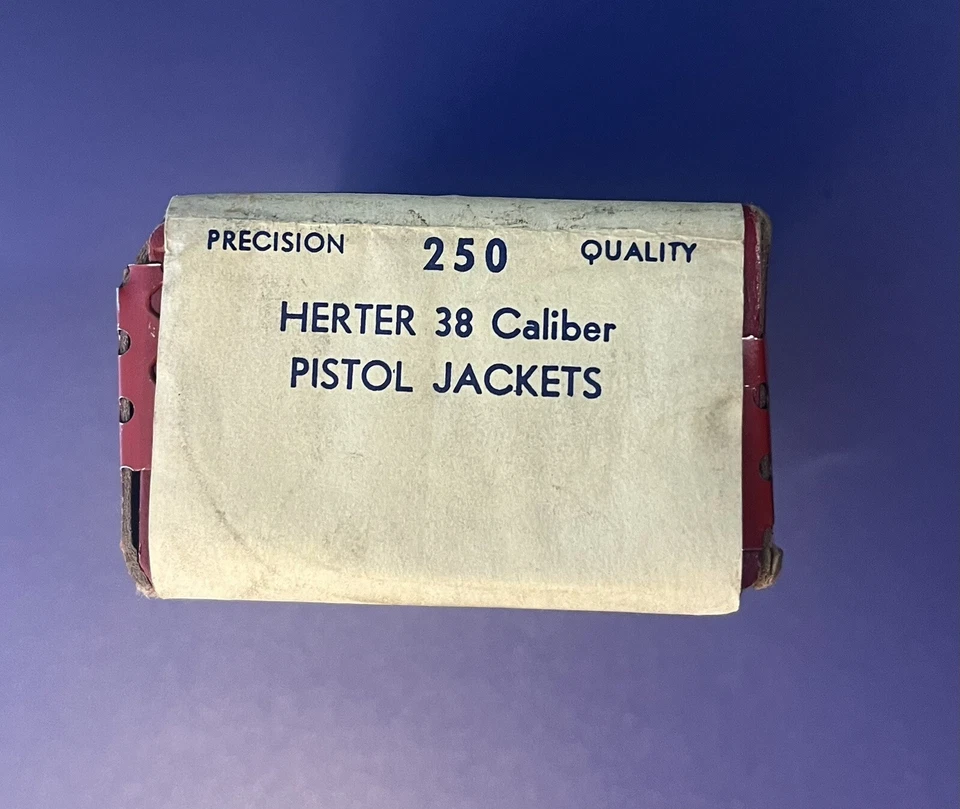 PRECISION 250 QUALITY
HERTER 38 Caliber
PISTOL JACKETS